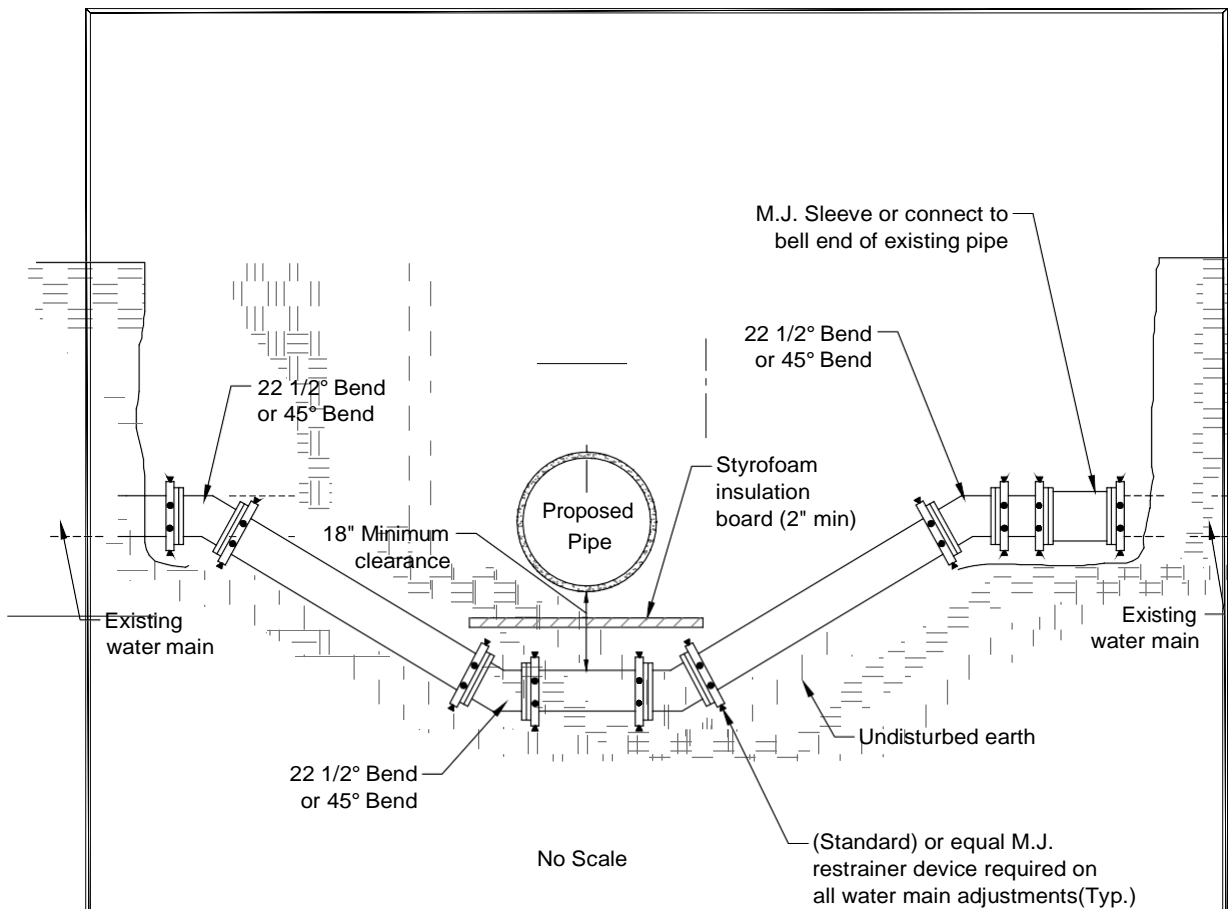 M.J. Sleeve or connect to
bell end of existing pipe
22 1/2° Bend
or 45° Bend
22 1/2° Bend
or 45° Bend
Styrofoam
insulation
board (2" min)
Proposed
Pipe
18" Minimum
clearance
Existing
water main
Existing
water main
Undisturbed earth
22 1/2° Bend
or 45° Bend
(Standard) or equal M.J.
restrainer device required on
all water main adjustments(Typ.)
No Scale